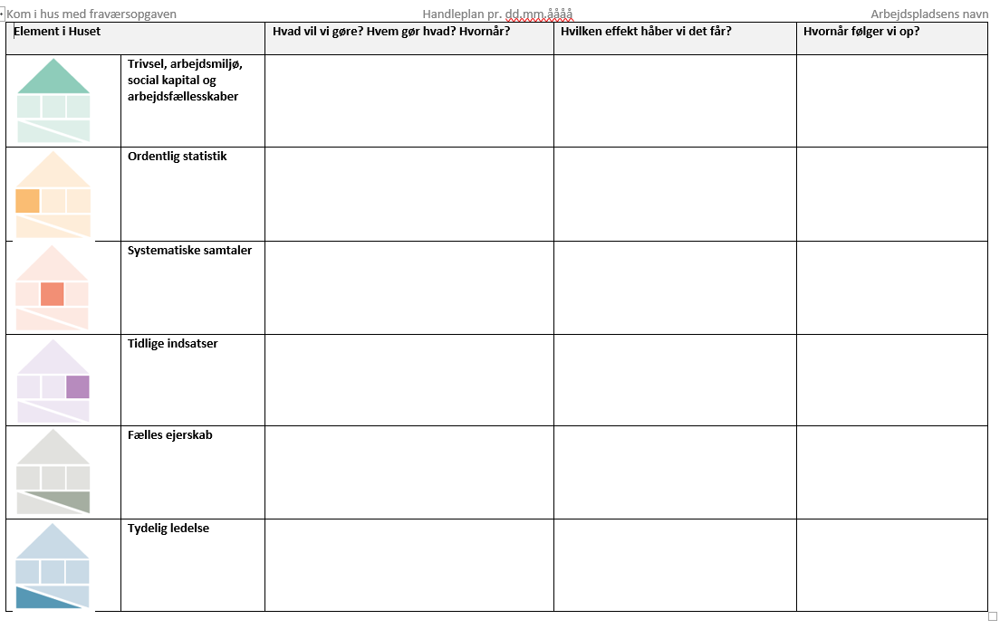 Kom i hus med fraværsopgaven Handleplan pr. dd.mm.åååå Arbejdspladsens navn
Element i Huset Hvad vil vi gøre? Hvem gør hvad? Hvornår? Hvilken effekt håber vi det får? Hvornår følger vi op?
Trivsel, arbejdsmiljø,
social kapital og
arbejdsfællesskaber
Ordentlig statistik
Systematiske samtaler
Tidlige indsatser
Fælles ejerskab
Tydelig ledelse